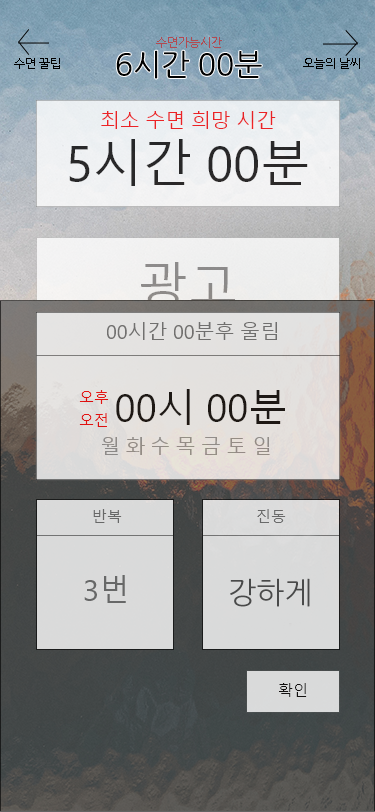 수면가능시간
수면 꿀팁
6시간 00분
오늘의 날씨
최소 수면 희망 시간
5시간 00분
광고
00시간 00분후 울림
오후
오전
00시 00분
월 화 수 목 금 토 일
반복
진동
3번
강하게
확인